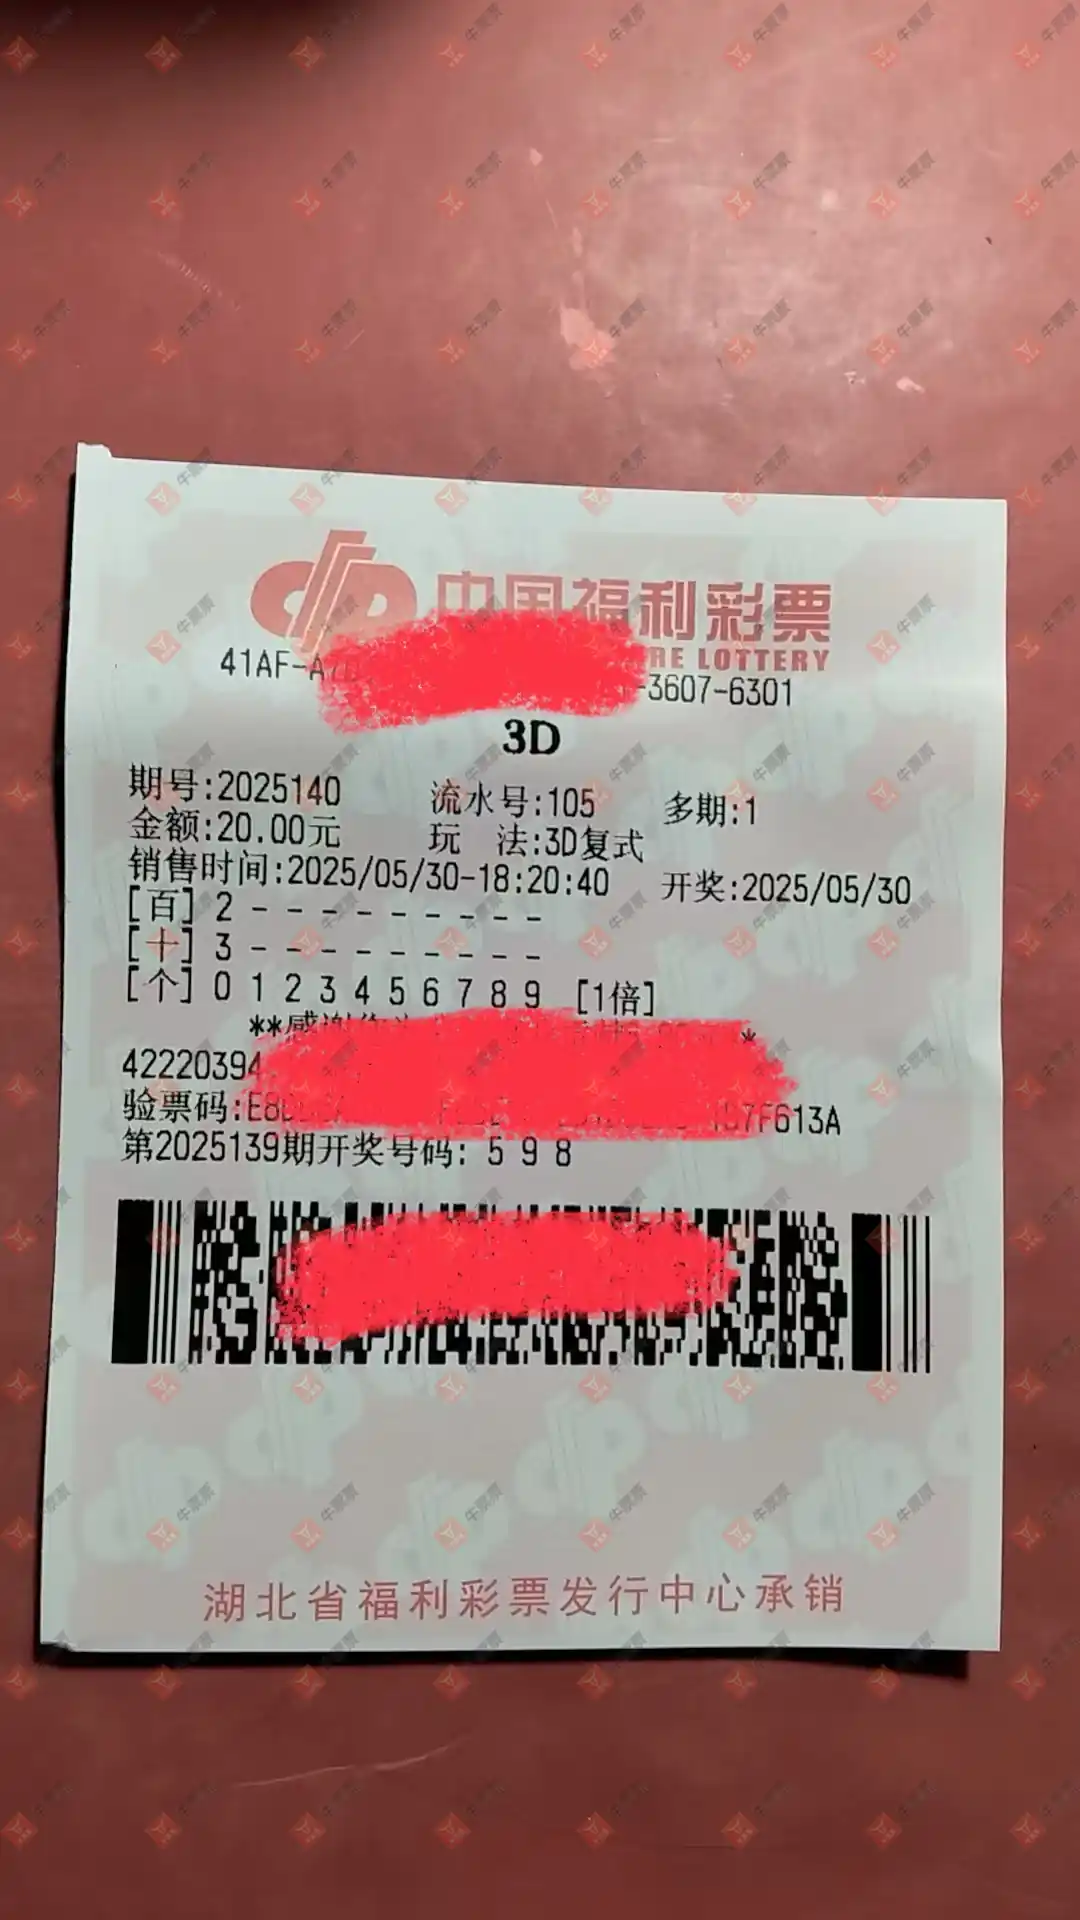 中国福利彩票
RE LOTTERY
41AF-A -3607-6301
3D
期号:2025140 流水号:105 多期:1
金额:20.00元 玩 法:3D复式
销售时间:2025/05/30-18:20:40 开奖:2025/05/30
[百] 2 - - - - - - - - -
[十] 3 - - - - - - - - -
[个] 0 1 2 3 4 5 6 7 8 9 [1倍]
**感谢 *
42220394
验票码:E8 7F613A
第2025139期开奖号码: 5 9 8
湖北省福利彩票发行中心承销
牛票票